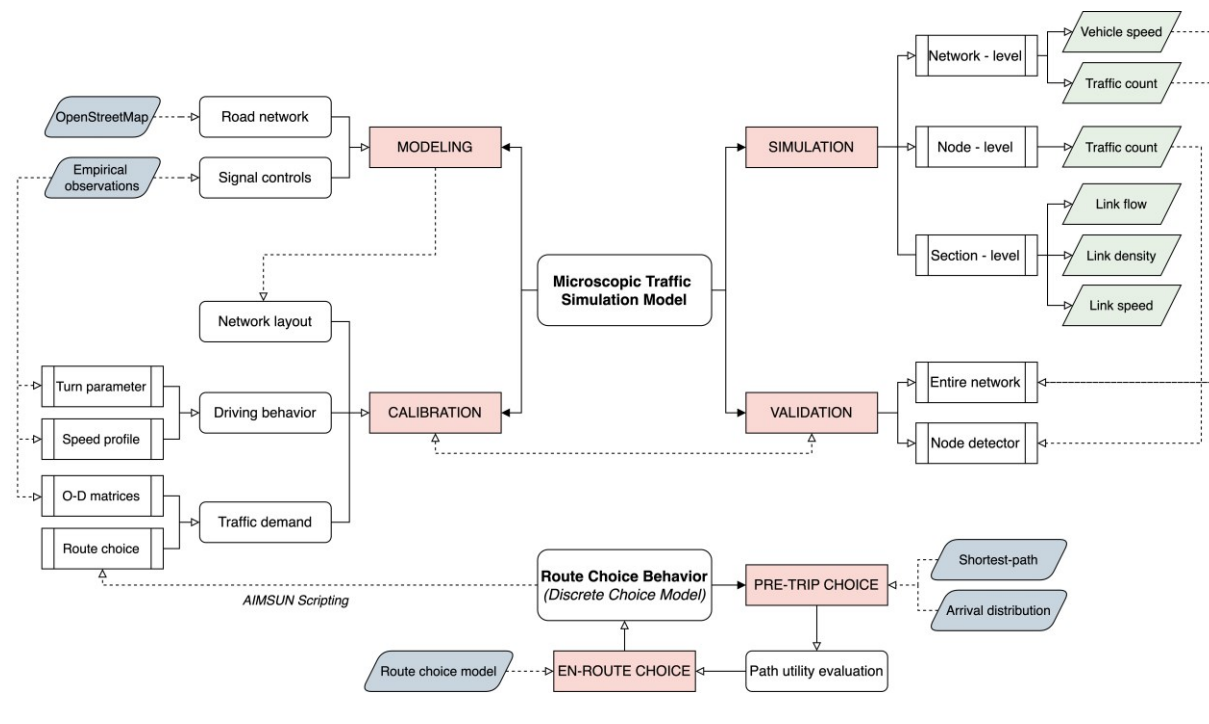 Vehicle speed
Network - level
Traffic count
OpenStreetMap
Road network
MODELING
SIMULATION
Node - level
Traffic count
Empirical
observations
Signal controls
Link flow
Section - level
Link density
Microscopic Traffic
Simulation Model
Link speed
Network layout
Turn parameter
Entire network
Driving behavior
CALIBRATION
VALIDATION
Speed profile
Node detector
O-D matrices
Traffic demand
Route choice
Route Choice Behavior
(Discrete Choice Model)
PRE-TRIP CHOICE
Shortest-path
Arrival distribution
AIMSUN Scripting
Route choice model
EN-ROUTE CHOICE
Path utility evaluation